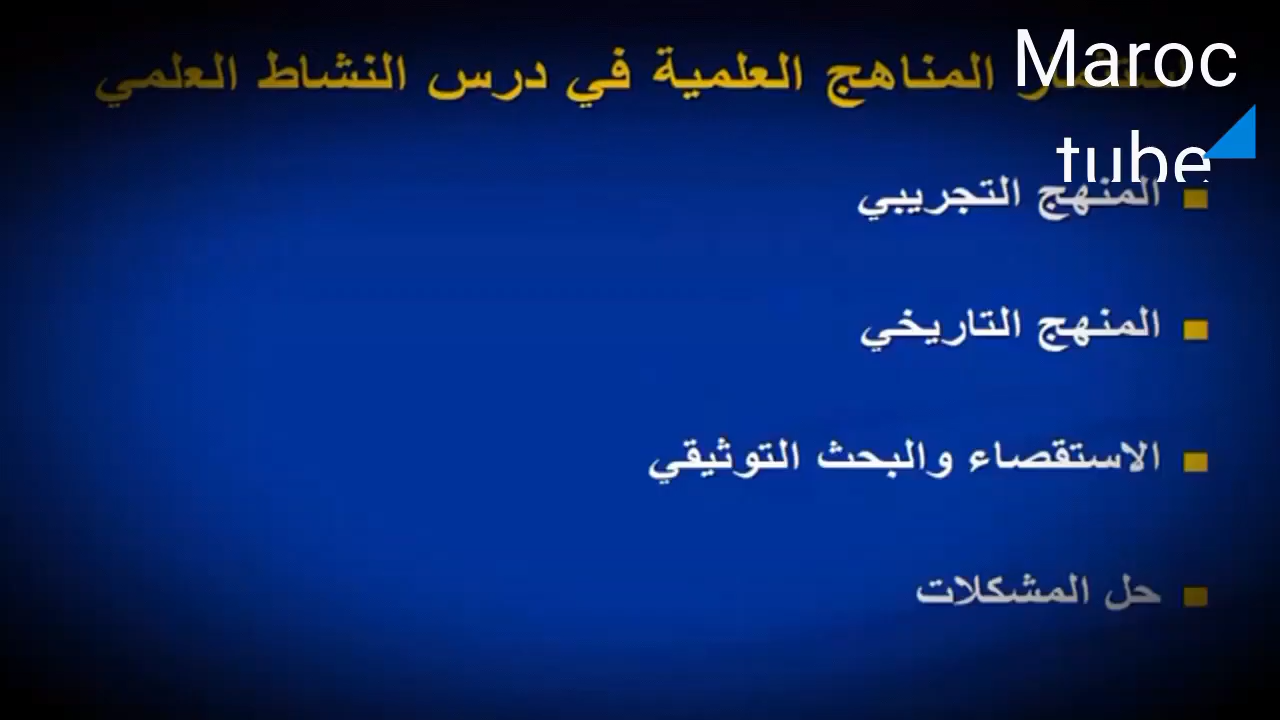 المناهج العلمية في درس النشاط العلمي
Maroc
tube
المنهج التجريبي
المنهج التاريخي
الاستقصاء والبحث التوثيقي
حل المشكلات